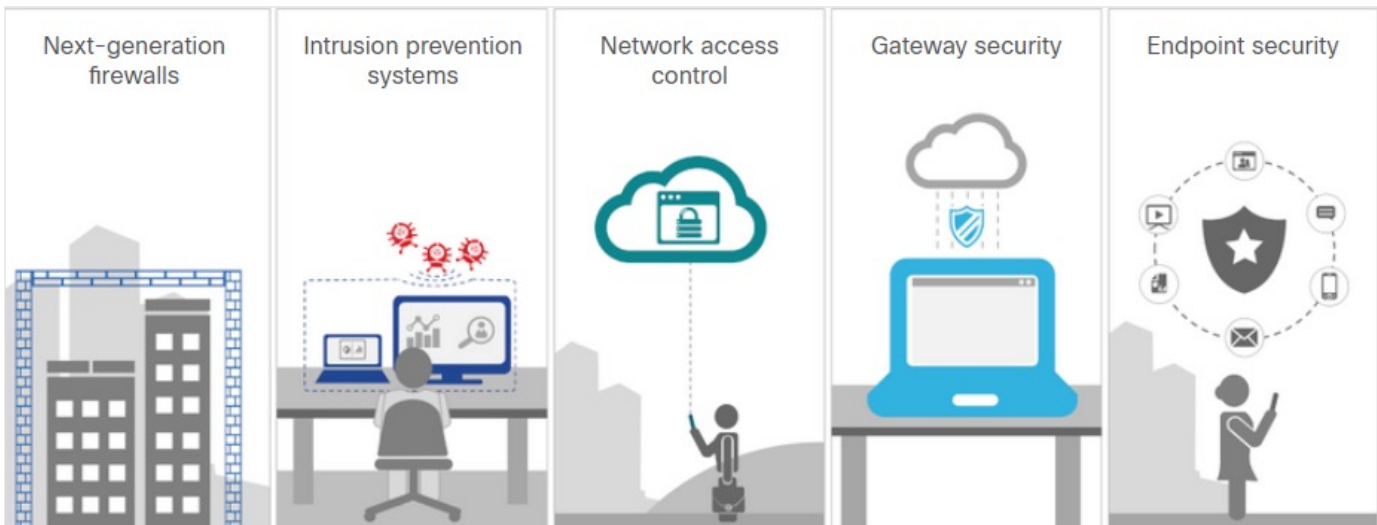 Next-generation
firewalls
Intrusion prevention
systems
Network access
control
Gateway security
Endpoint security